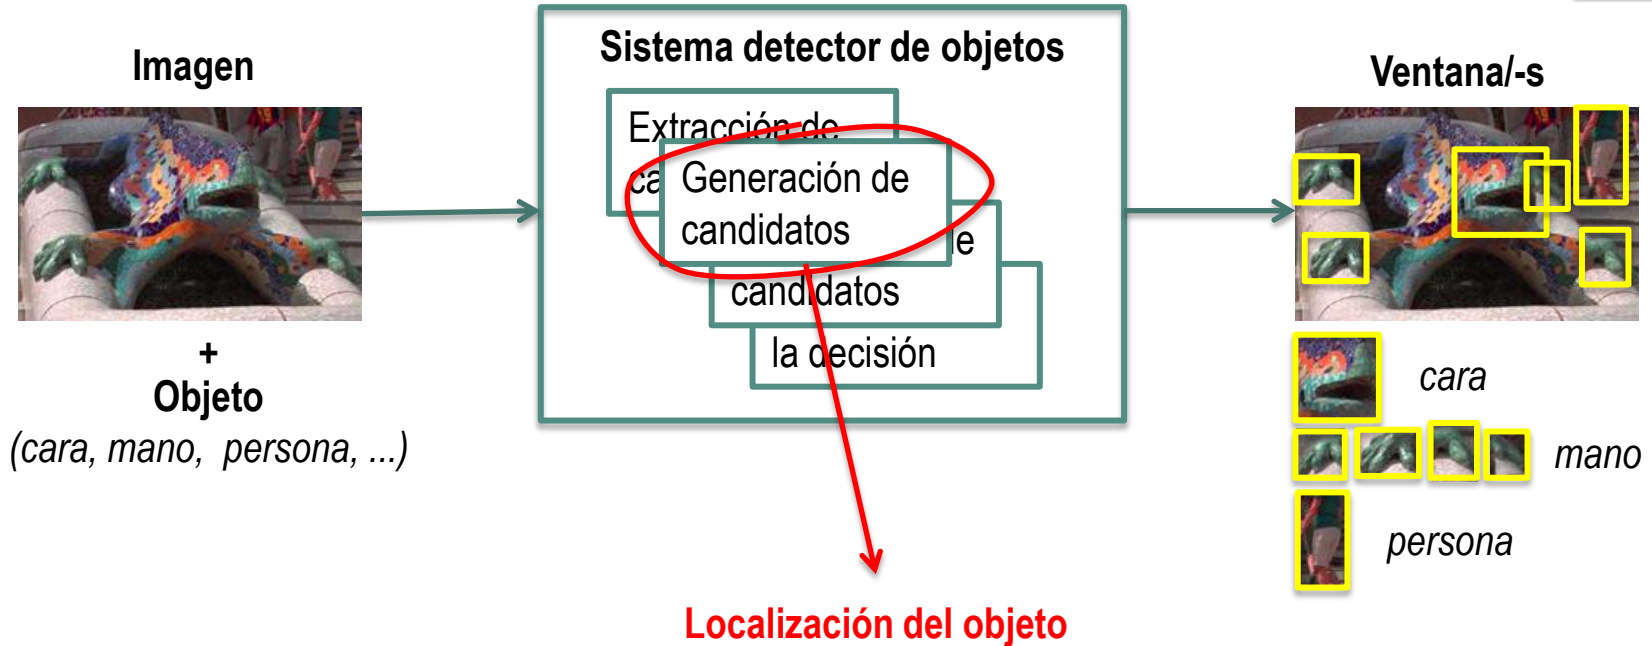 Imagen
+
Objeto
(cara, mano, persona, ...)
Sistema detector de objetos
Extracción de
ca
Generación de
candidatos
e
candidatos
la decisión
Localización del objeto
Ventana/-s
cara
mano
persona